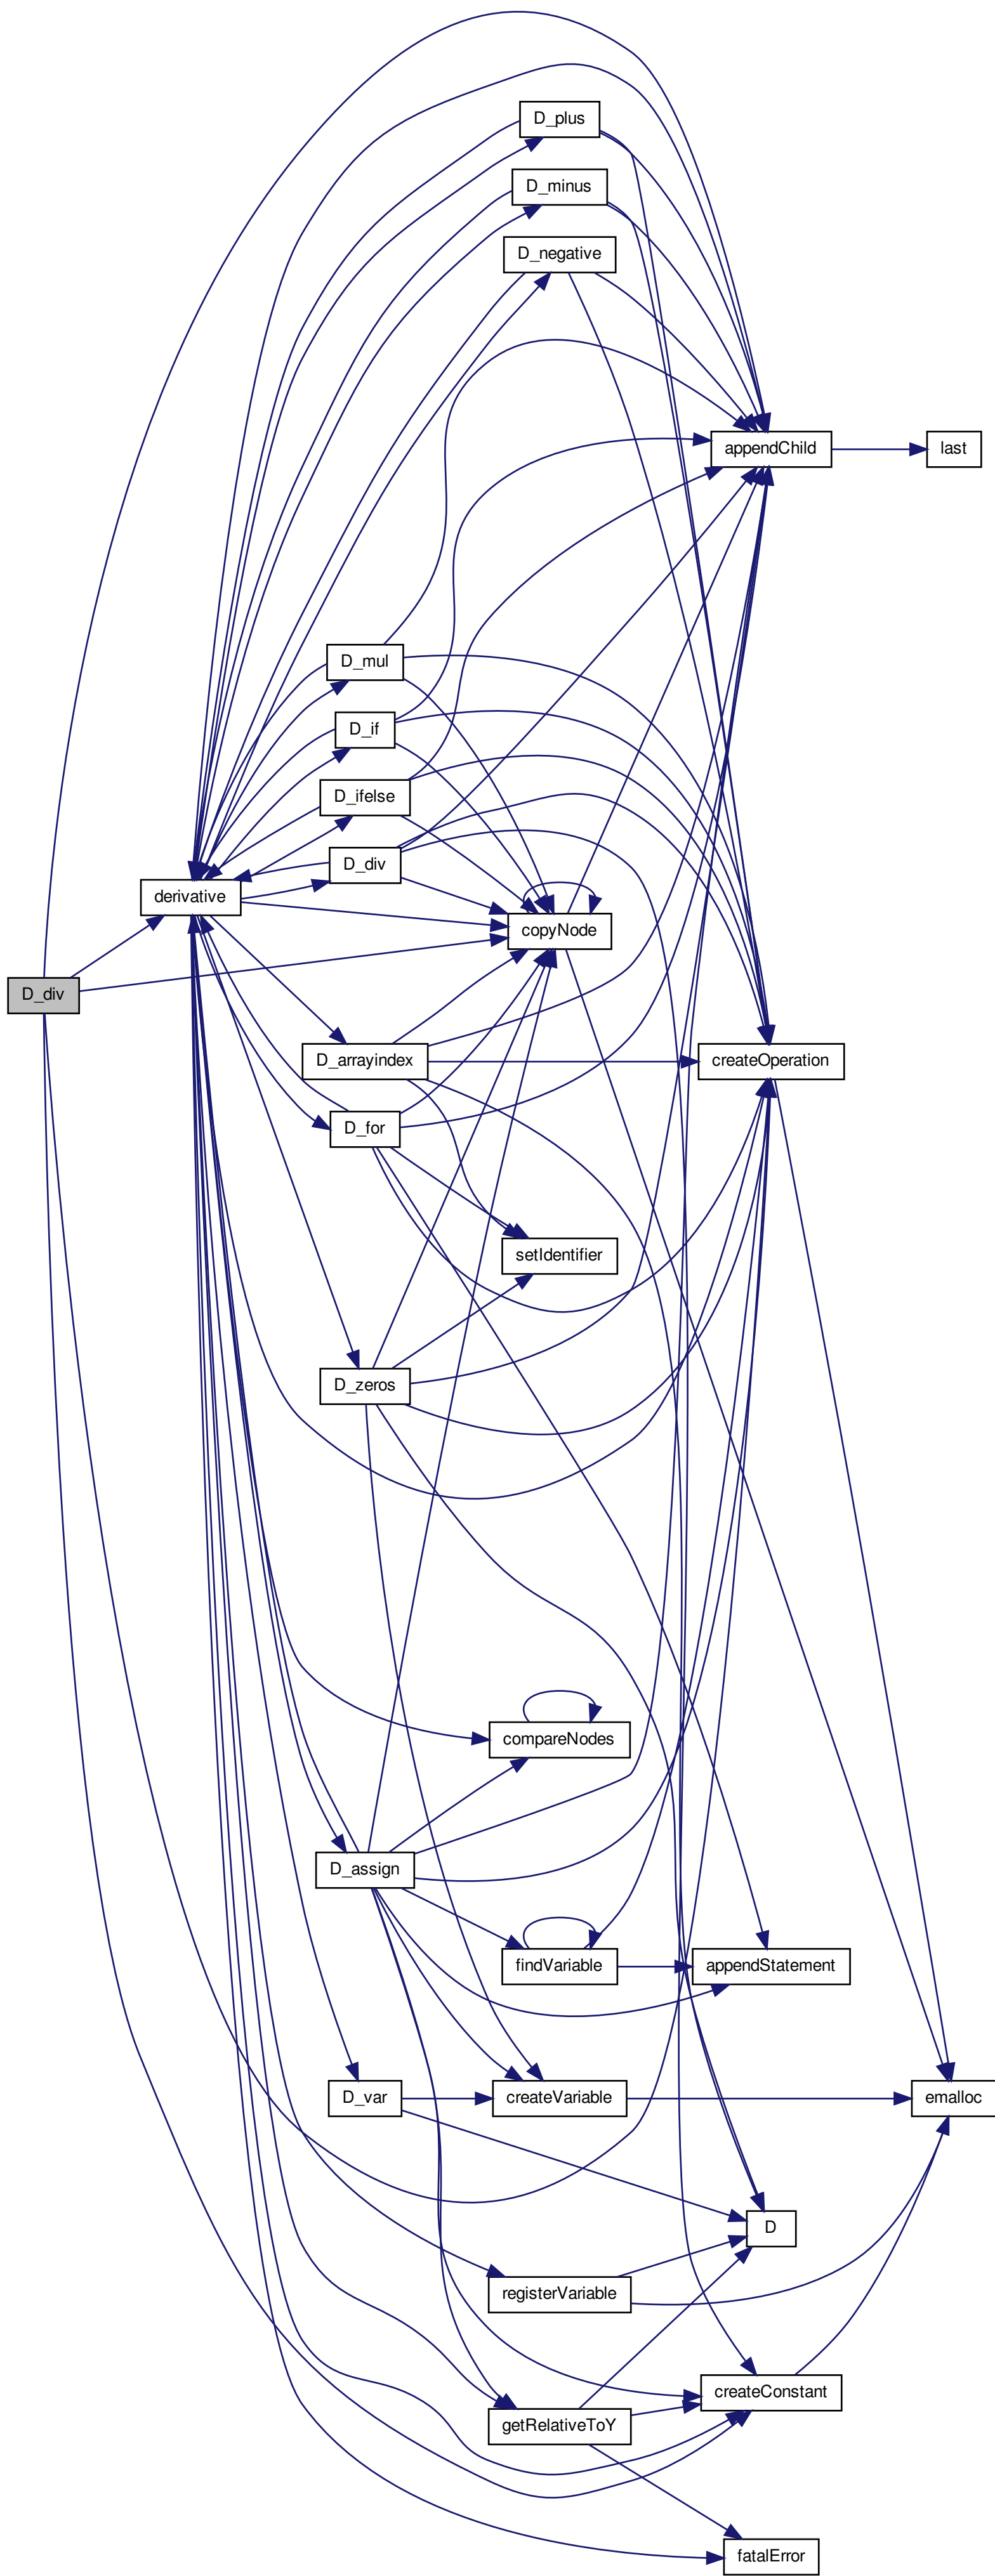 D_plus
D_minus
D_negative
appendChild
last
D_mul
D_if
D_ifelse
D_div
derivative
copyNode
D_div
D_arrayindex
createOperation
D_for
setIdentifier
D_zeros
compareNodes
D_assign
findVariable
appendStatement
D_var
createVariable
emalloc
D
registerVariable
createConstant
getRelativeToY
fatalError